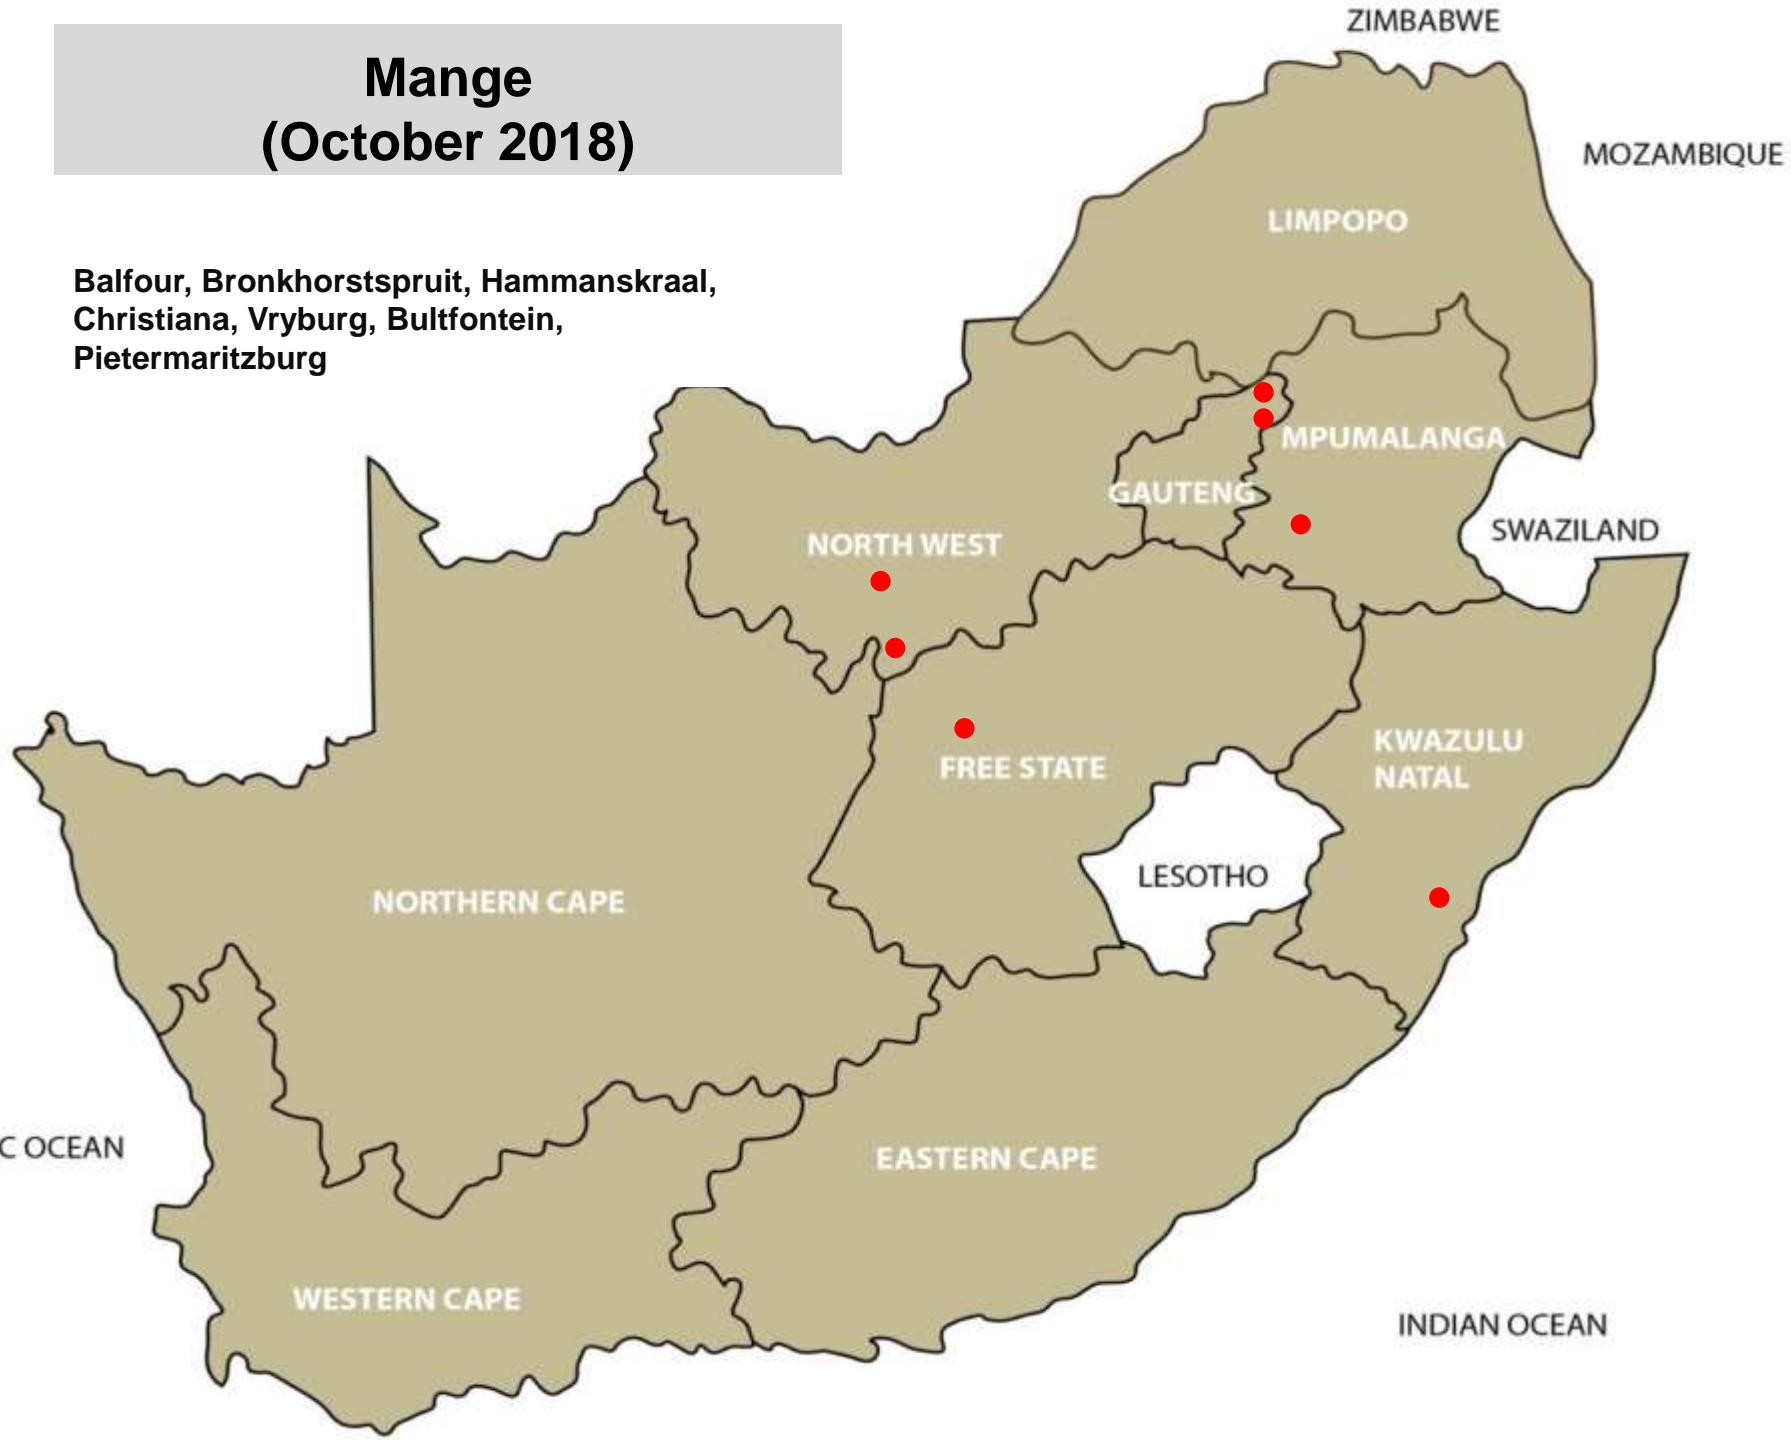 Mange
(October 2018)
Balfour, Bronkhorstspruit, Hammanskraal,
Christiana, Vryburg, Bultfontein,
Pietermaritzburg
ZIMBABWE
MOZAMBIQUE
LIMPOPO
MPUMALANGA
GAUTENG
SWAZILAND
NORTH WEST
KWAZULU
NATAL
FREE STATE
LESOTHO
NORTHERN CAPE
C OCEAN
EASTERN CAPE
WESTERN CAPE
INDIAN OCEAN